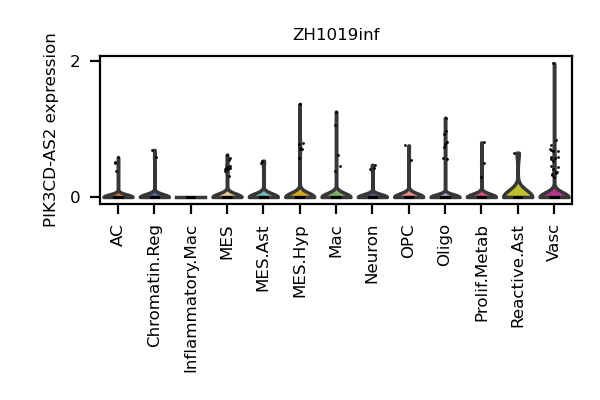 ZH1019inf
PIK3CD-AS2 expression
2
0
AC
Chromatin.Reg
Inflammatory.Mac
MES
MES.Ast
MES.Hyp
Mac
Neuron
OPC
Oligo
Prolif.Metab
Reactive.Ast
Vasc